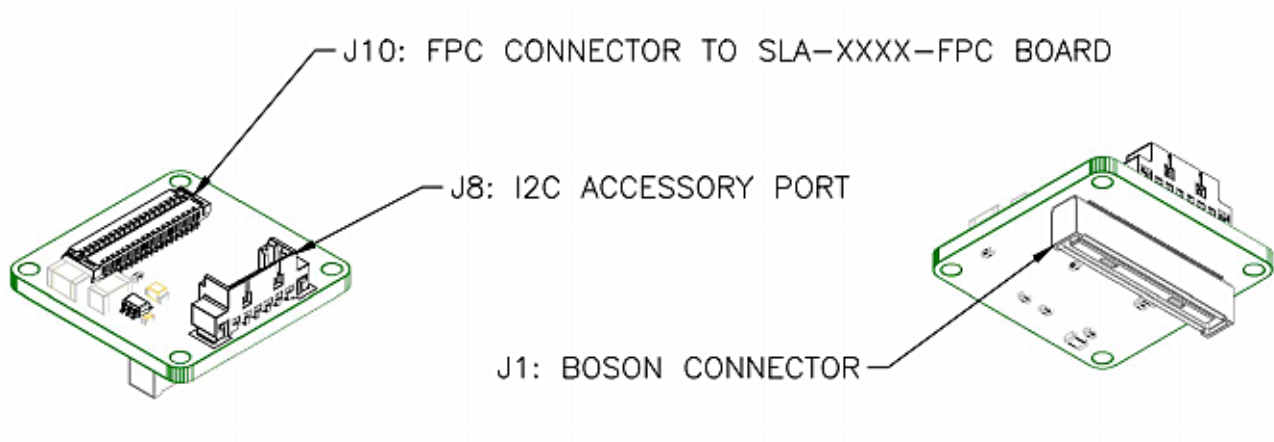 J10: FPC CONNECTOR TO SLA-XXXX-FPC BOARD
J8: I2C ACCESSORY PORT
J1: BOSON CONNECTOR